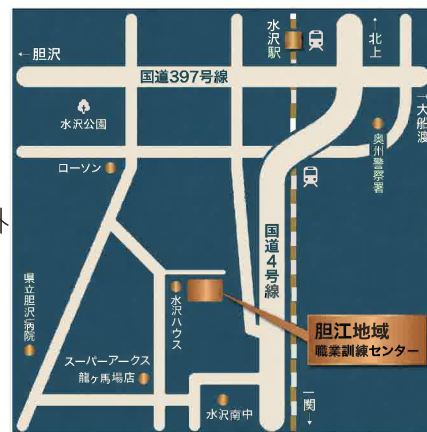 水沢駅
↑北上
←胆沢
国道397号線
→大船渡
水沢公園
奥州警察署
ローソン
国道4号線
県立胆沢病院
水沢ハウス
胆江地域
職業訓練センター
スーパーアークス
龍ヶ馬場店
水沢南中
一関↓